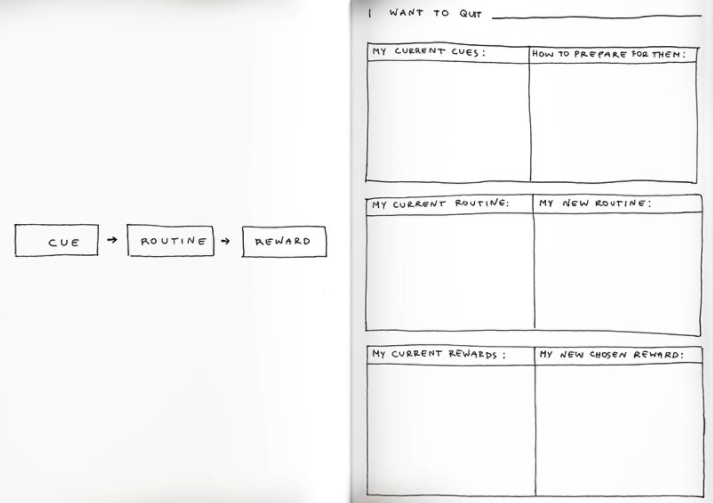 CUE → ROUTINE → REWARD
I WANT TO QUIT
MY CURRENT CUES: HOW TO PREPARE FOR THEM:
MY CURRENT ROUTINE: MY NEW ROUTINE:
MY CURRENT REWARDS: MY NEW CHOSEN REWARD: